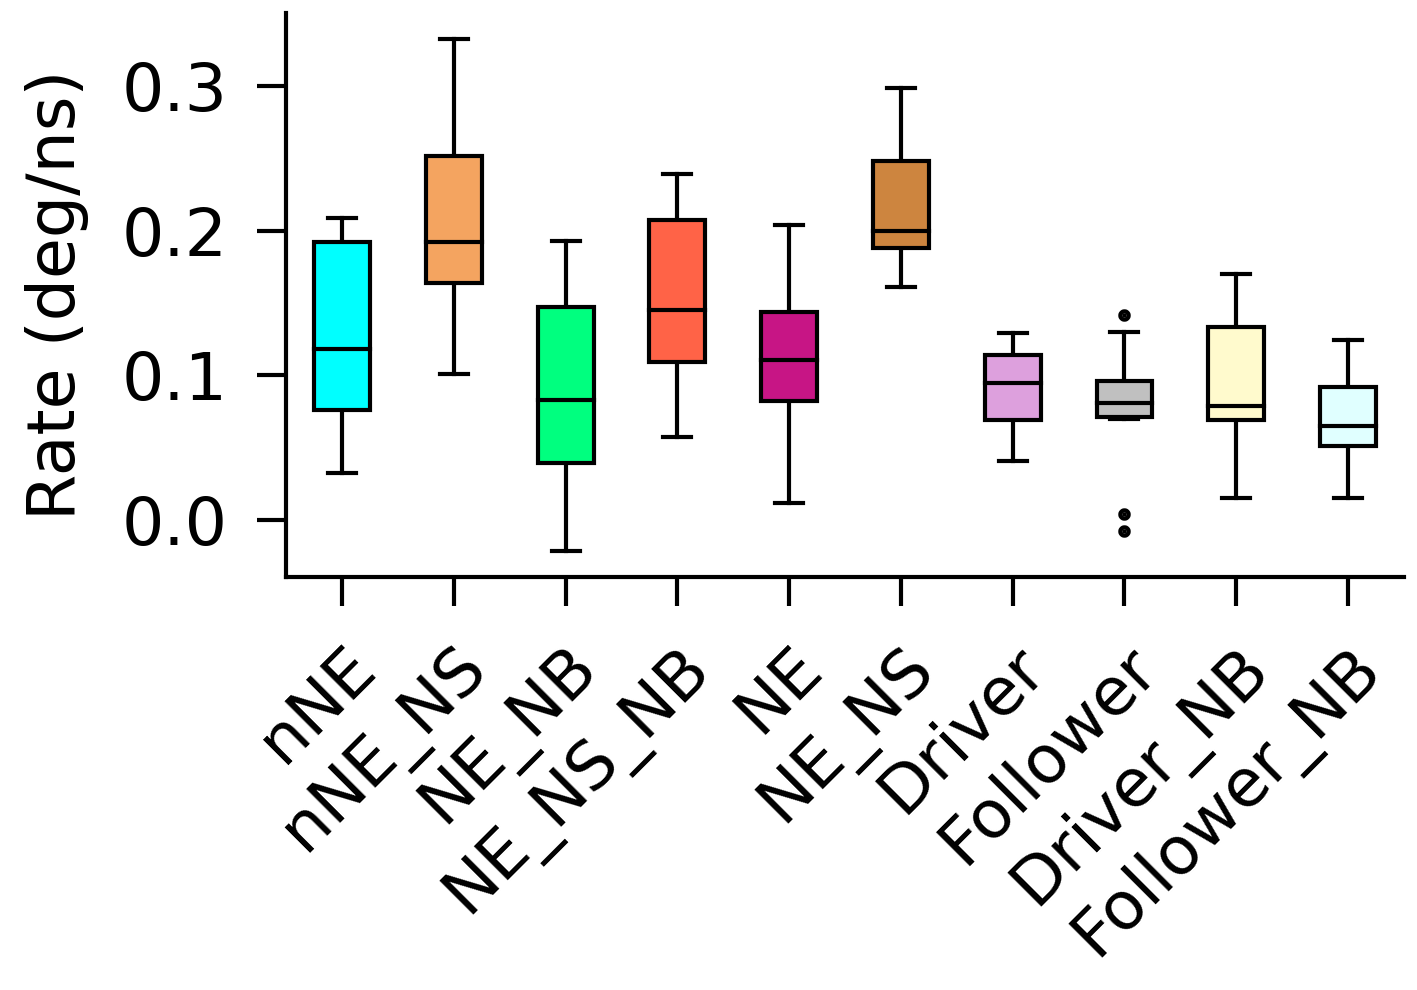 Rate (deg/ns)
0.3
0.2
0.1
0.0
nNE
nNE_NS
NE_NB
NE_NS_NB
NE
NE_NS
Driver
Follower
Driver_NB
Follower_NB